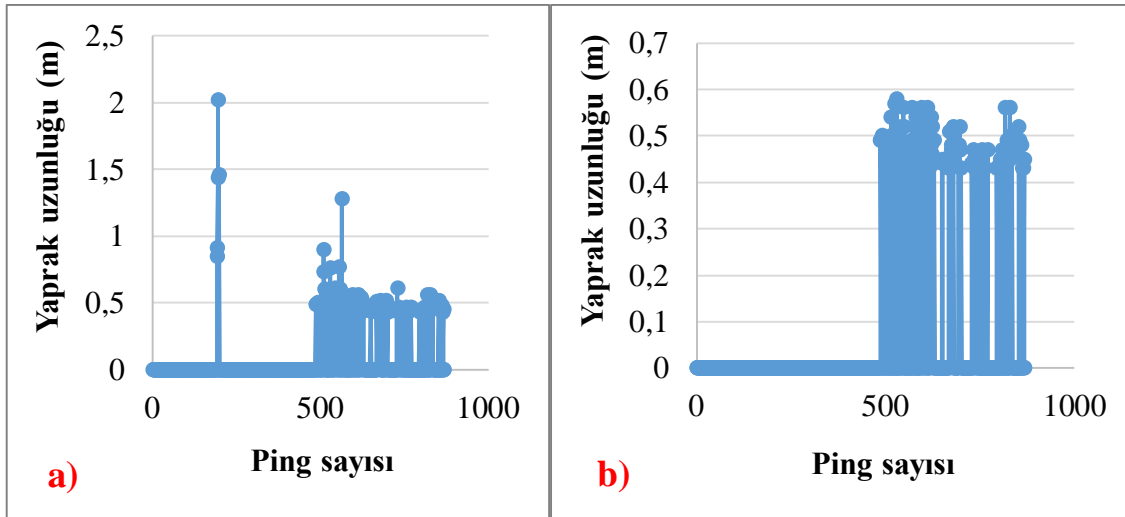 Yaprak uzunluğu (m)
2,5
2
1,5
1
0,5
0
0 500 1000
Ping sayısı
a)
Yaprak uzunluğu (m)
0,7
0,6
0,5
0,4
0,3
0,2
0,1
0
0 500 1000
Ping sayısı
b)